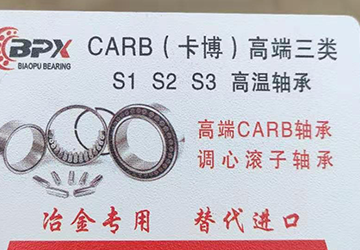 BPX
BIAOPU BEARING
CARB（卡博）高端三类
S1 S2 S3 高温轴承
高端CARB轴承
调心滚子轴承
冶金专用 替代进口